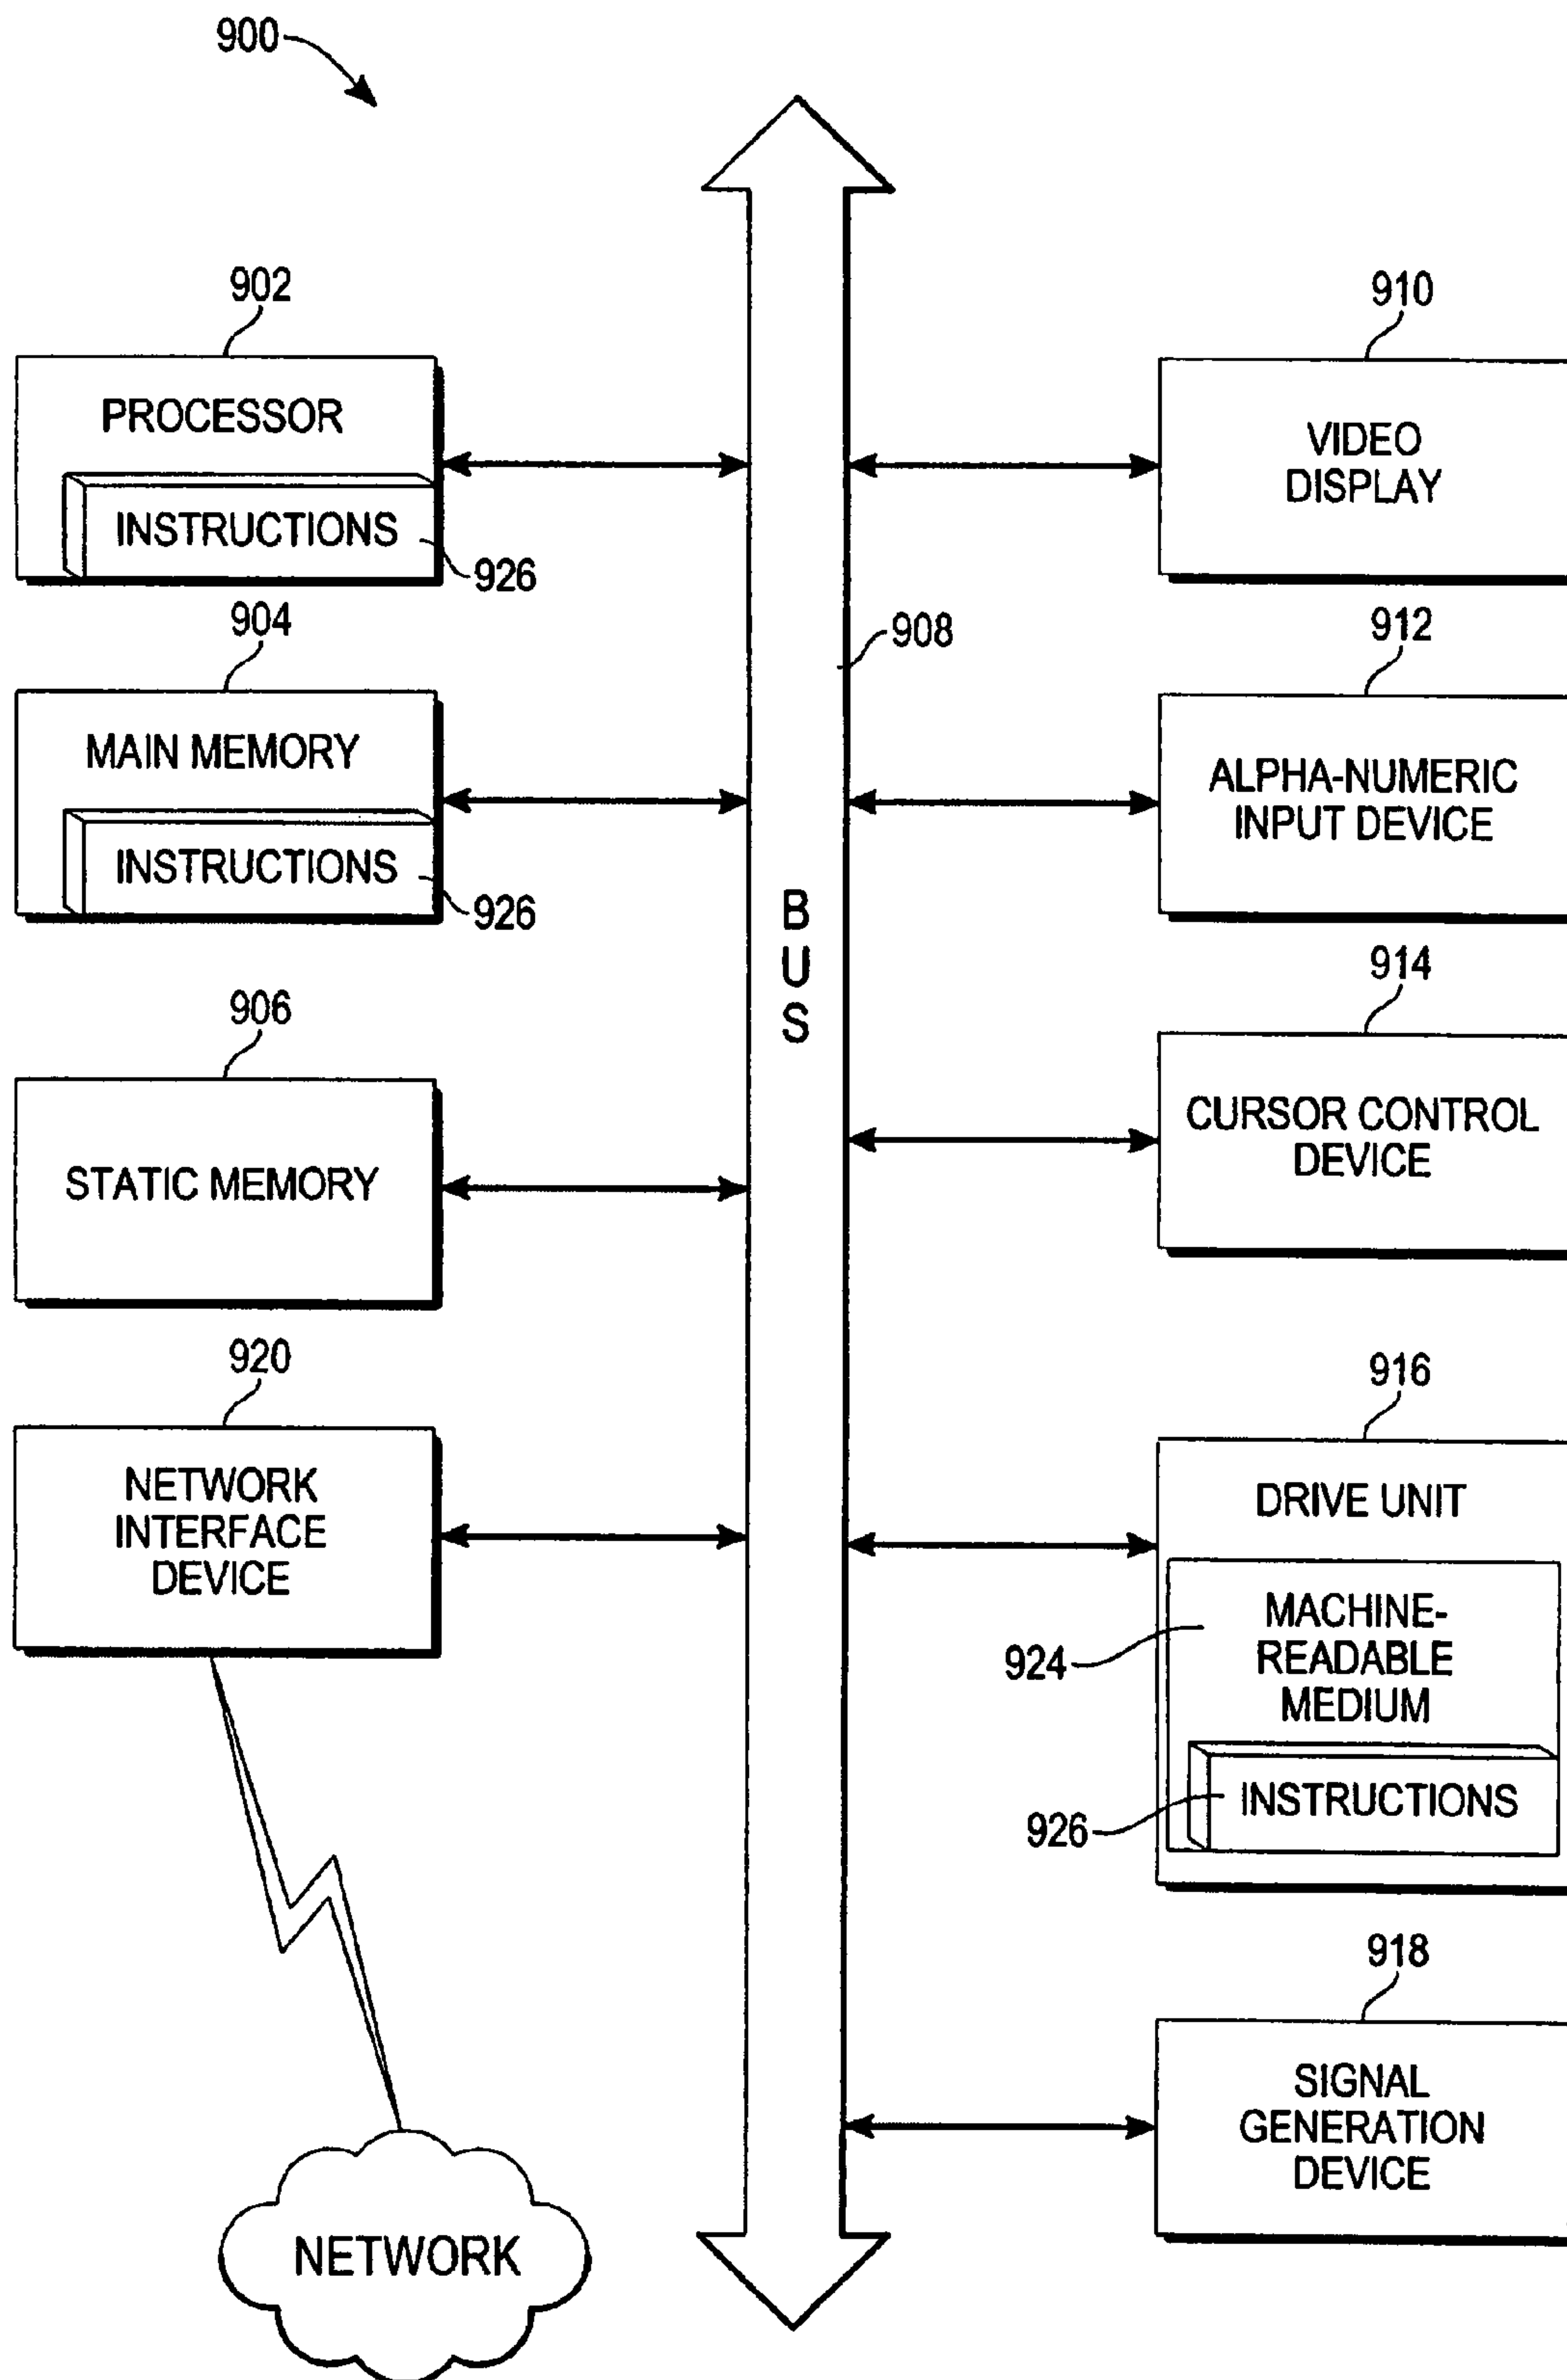 900
902
PROCESSOR
INSTRUCTIONS
926
904
MAIN MEMORY
INSTRUCTIONS
926
906
STATIC MEMORY
920
NETWORK
INTERFACE
DEVICE
NETWORK
908
BUS
910
VIDEO
DISPLAY
912
ALPHA-NUMERIC
INPUT DEVICE
914
CURSOR CONTROL
DEVICE
916
DRIVE UNIT
924
MACHINE-
READABLE
MEDIUM
926
INSTRUCTIONS
918
SIGNAL
GENERATION
DEVICE